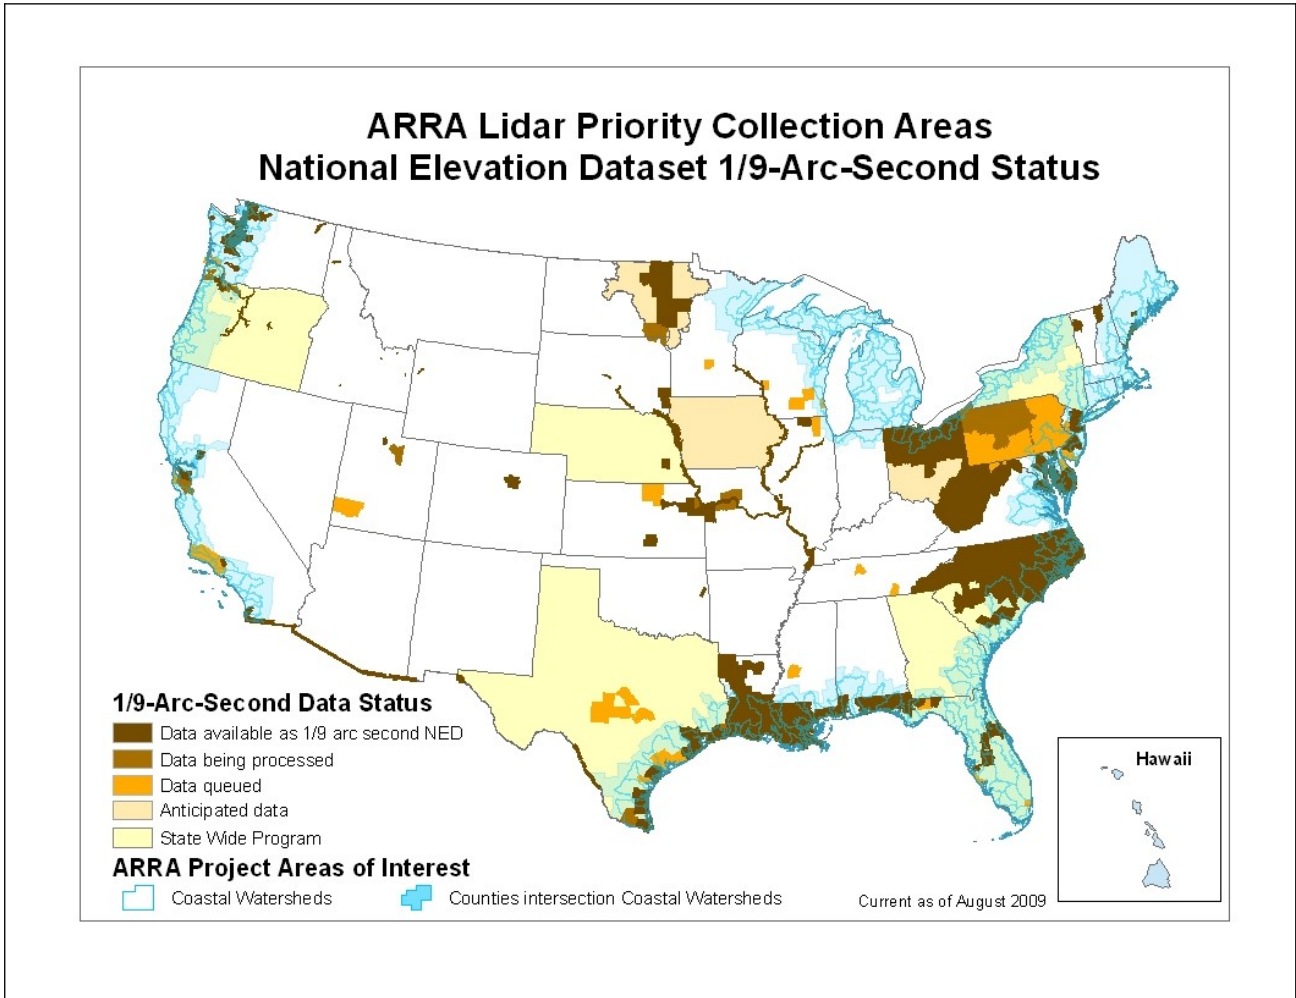 ARRA Lidar Priority Collection Areas
National Elevation Dataset 1/9-Arc-Second Status
1/9-Arc-Second Data Status
Data available as 1/9 arc second NED
Data being processed
Data queued
Anticipated data
State Wide Program
ARRA Project Areas of Interest
Coastal Watersheds
Counties intersection Coastal Watersheds
Current as of August 2009
Hawaii